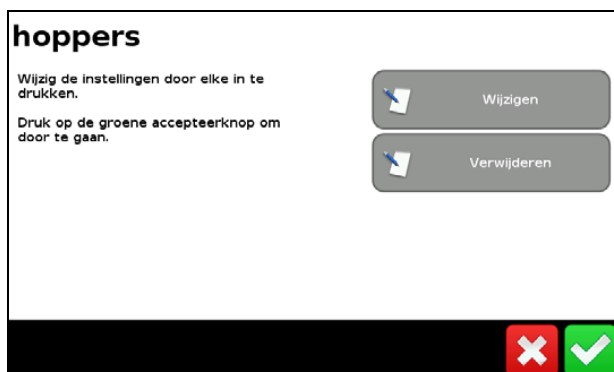 hoppers
Wijzig de instellingen door elke in te
drukken.
Druk op de groene accepteerknop om
door te gaan.
Wijzigen
Verwijderen